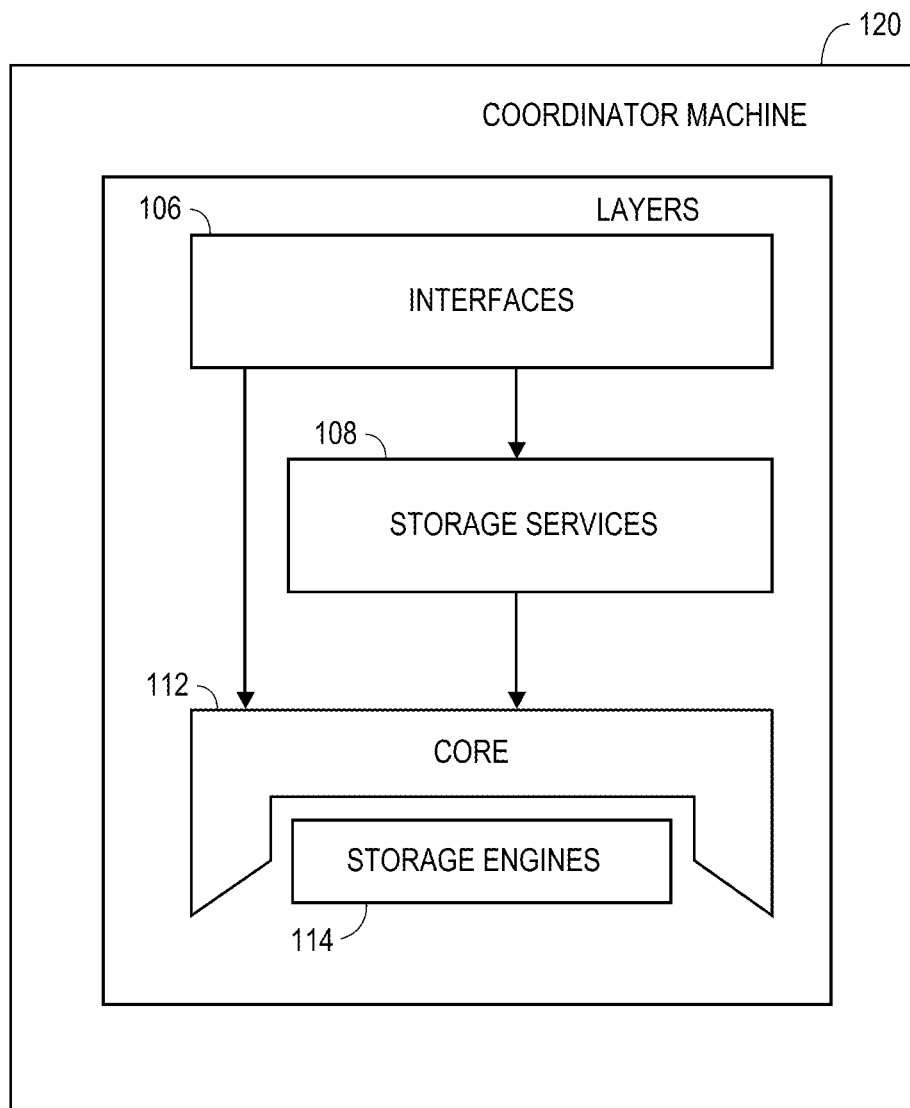 120
COORDINATOR MACHINE
LAYERS
106
INTERFACES
108
STORAGE SERVICES
112
CORE
STORAGE ENGINES
114